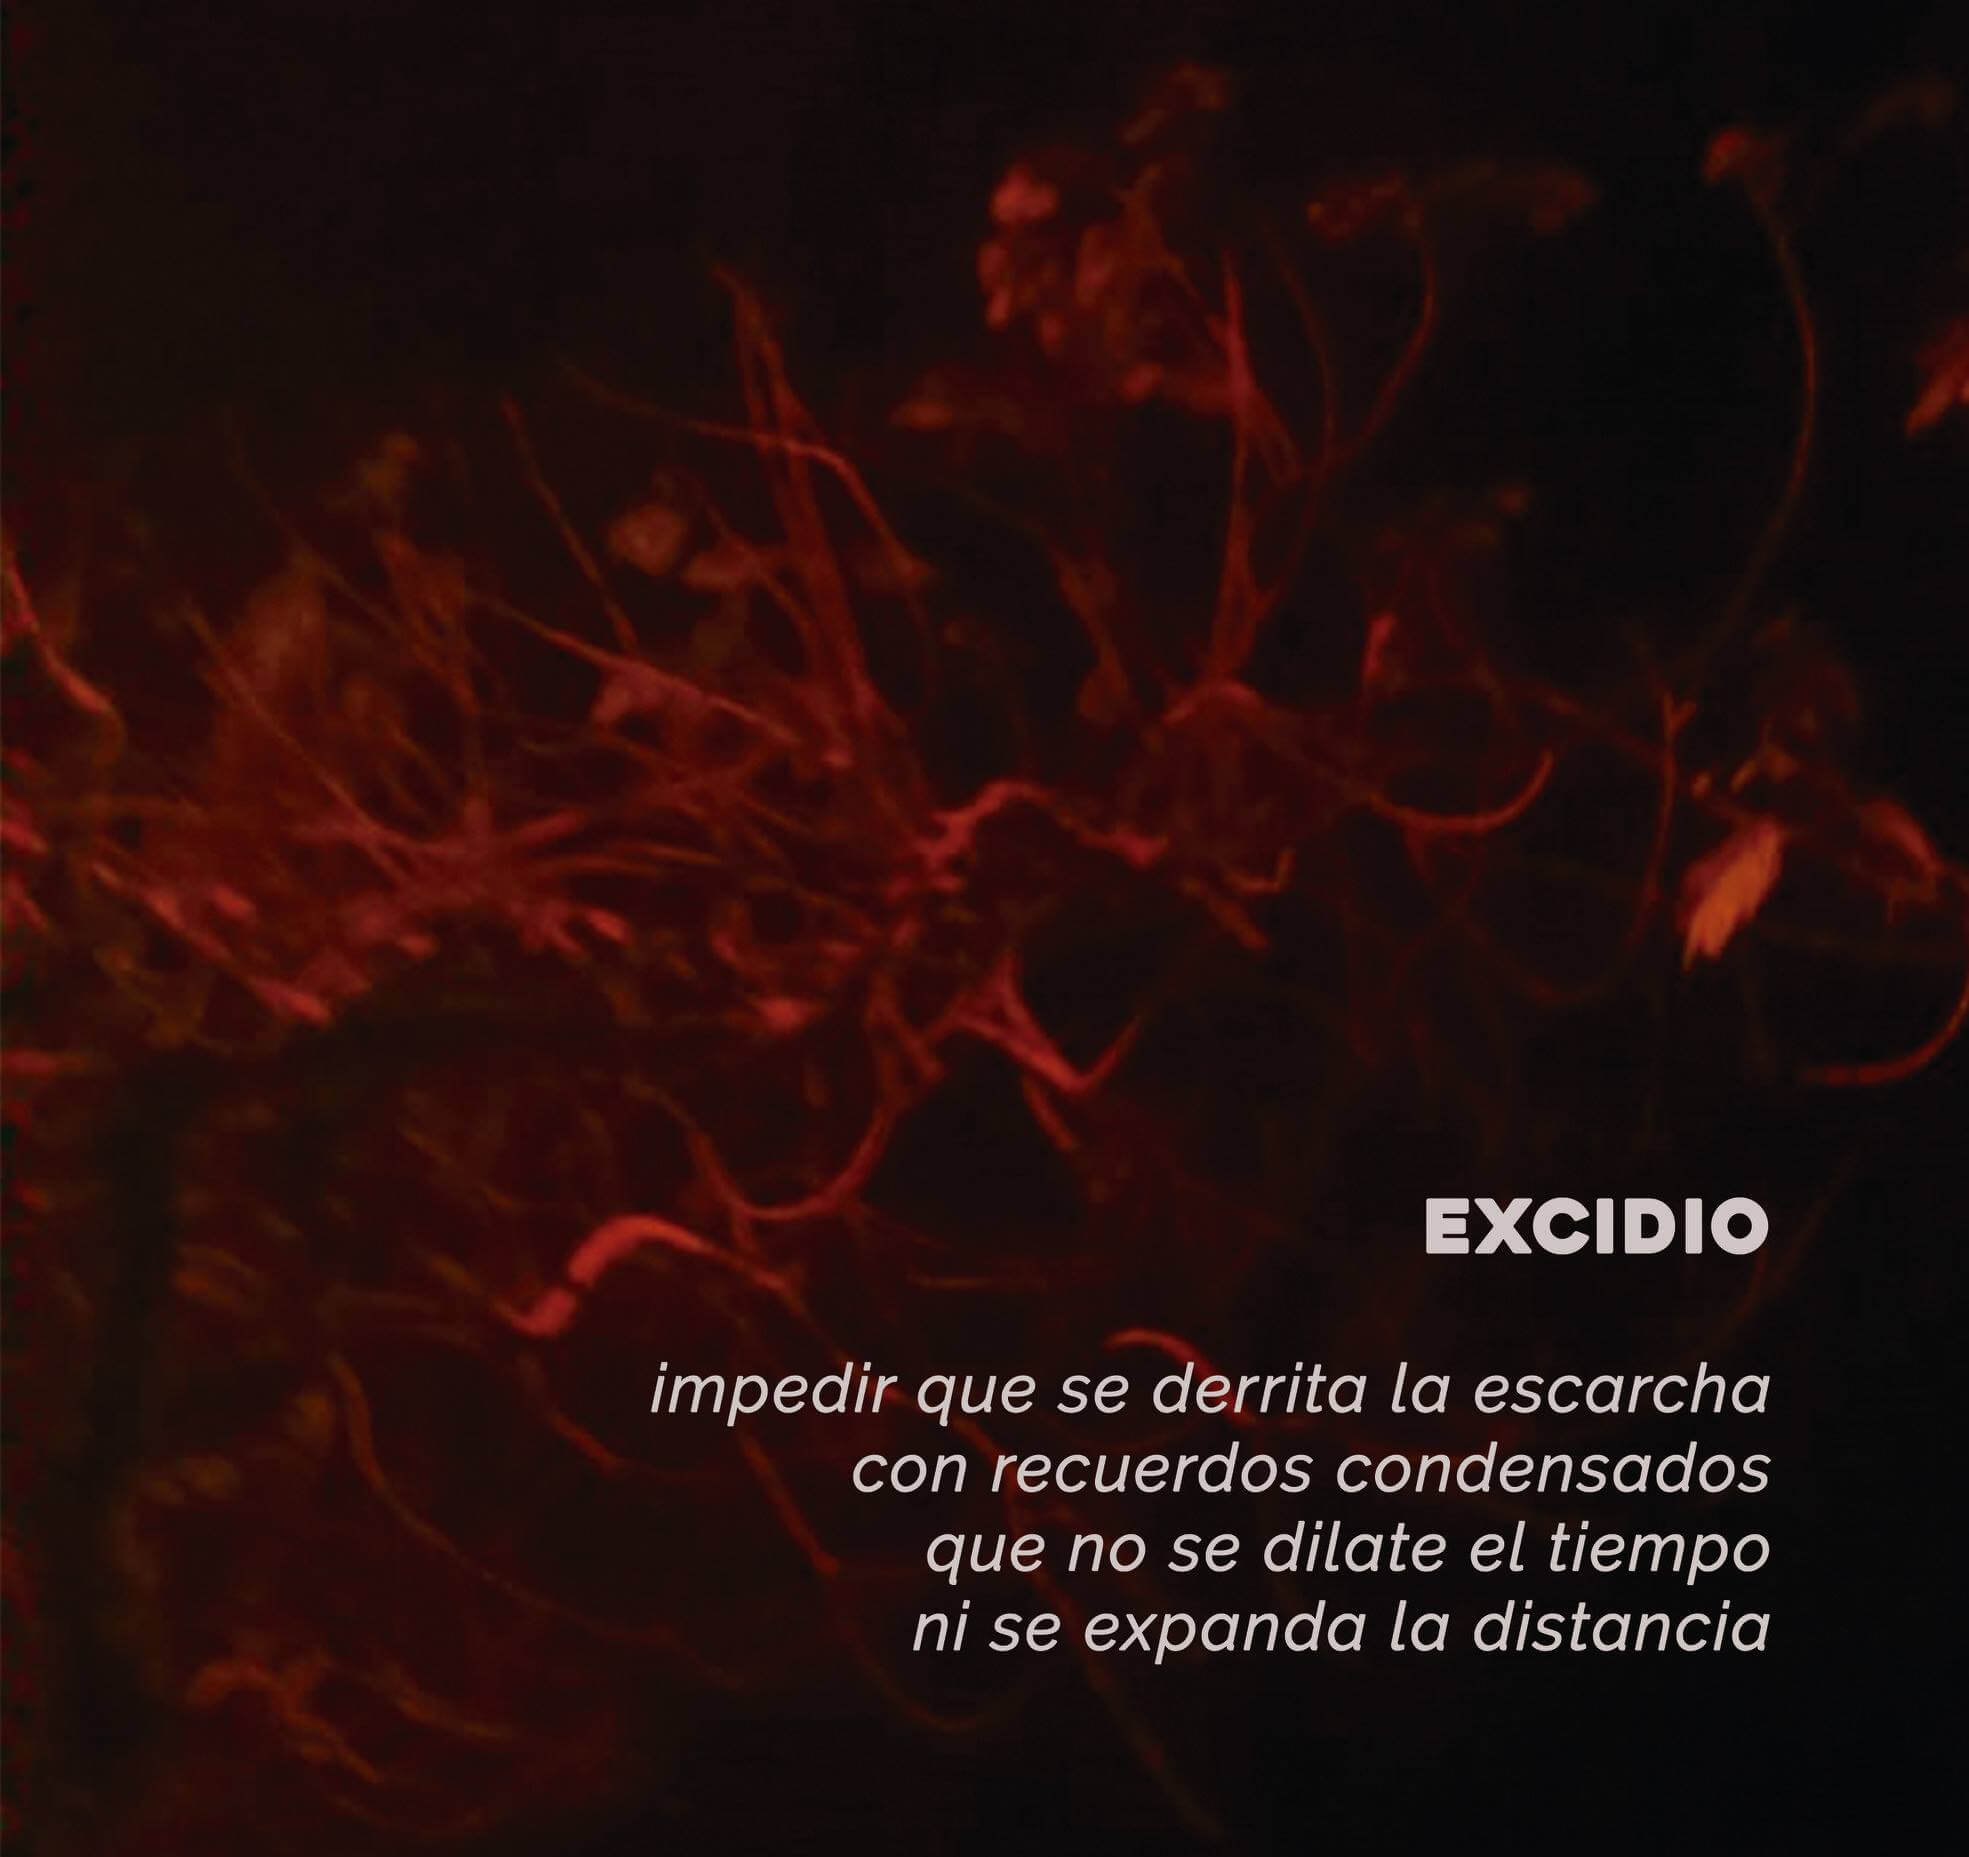 EXCIDIO
impedir que se derrita la escarcha
con recuerdos condensados
que no se dilate el tiempo
ni se expanda la distancia